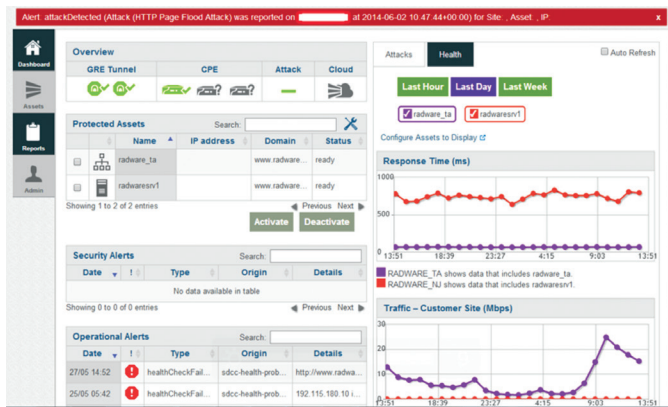 Alert attackDetected (Attack (HTTP Page Flood Attack) was reported on at 2014-06-02 10:47:44+00:00) for Site , Asset , IP. x
Dashboard
Assets
Reports
Admin
Overview
GRE Tunnel CPE Attack Cloud
Protected Assets Search:
Name IP address Domain Status
radware_ta www.radware... ready
radwaresrv1 www.radware... ready
Showing 1 to 2 of 2 entries Previous Next
Activate Deactivate
Security Alerts Search:
Date ! Type Origin Details
No data available in table
Showing 0 to 0 of 0 entries Previous Next
Operational Alerts Search:
Date ! Type Origin Details
27/05 14:52 healthCheckFail... sdcc-health-prob... http://www.radwa...
25/05 05:42 healthCheckFail... sdcc-health-prob... 192.115.180.10 i...
Attacks Health Auto Refresh
Last Hour Last Day Last Week
radware_ta radwaresrv1
Configure Assets to Display
Response Time (ms)
1000
500
0
13:51 18:39 23:27 4:15 9:03 13:51
RADWARE_TA shows data that includes radware_ta.
RADWARE_NJ shows data that includes radwaresrv1.
Traffic – Customer Site (Mbps)
30
20
10
0
13:51 18:39 23:27 4:15 9:03 13:51